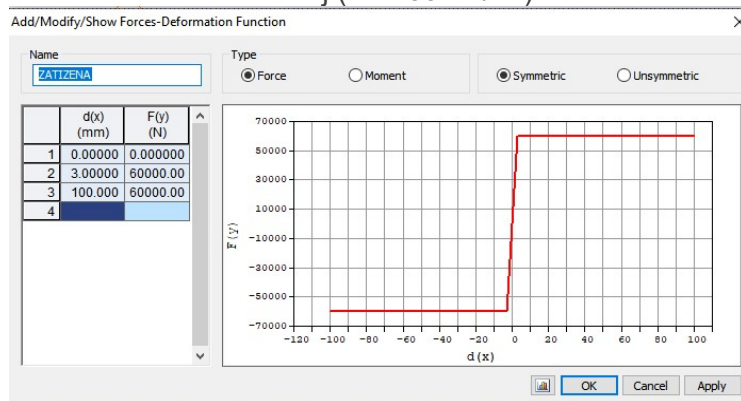 Add/Modify/Show Forces-Deformation Function
Name
ZATIZENA
Type
Force
Moment
Symmetric
Unsymmetric
d(x) (mm)
F(y) (N)
1 0.00000 0.000000
2 3.00000 60000.00
3 100.000 60000.00
4
70000
50000
30000
10000
-10000
-30000
-50000
-70000
F(y)
-120 -100 -80 -60 -40 -20 0 20 40 60 80 100
d(x)
OK Cancel Apply